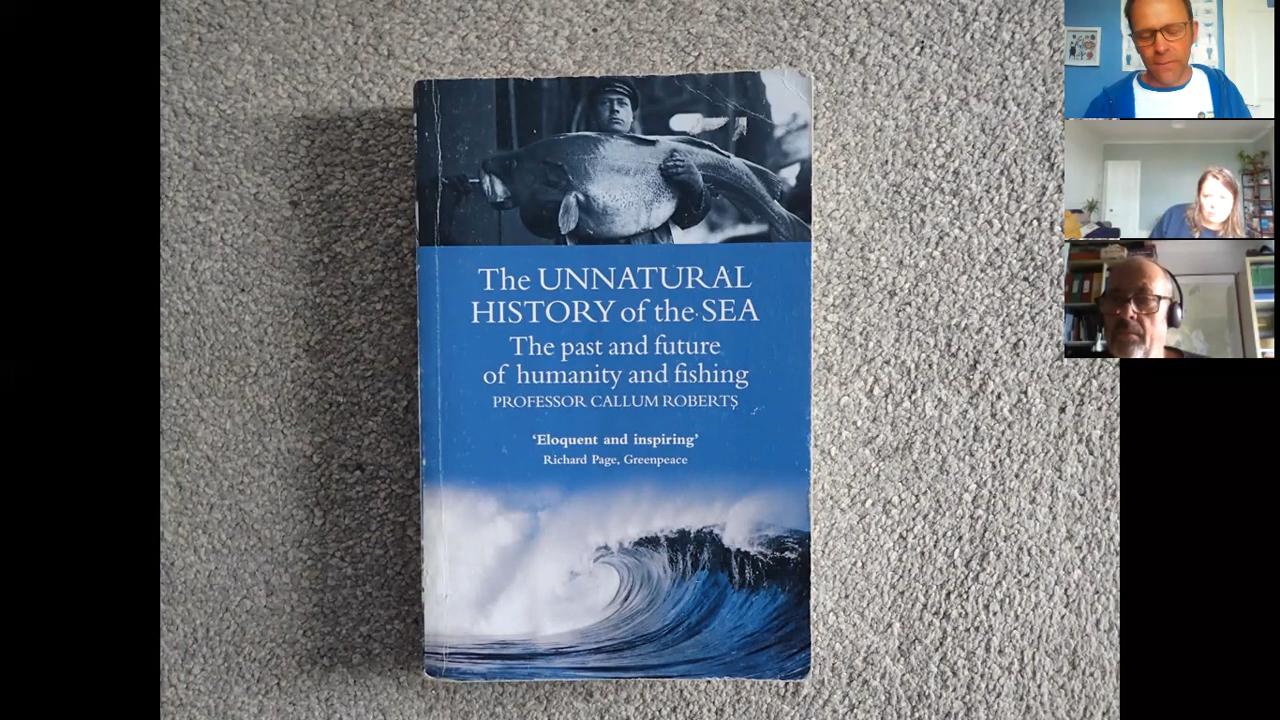 The UNNATURAL
HISTORY of the SEA
The past and future
of humanity and fishing
PROFESSOR CALLUM ROBERTS
‘Eloquent and inspiring’
Richard Page, Greenpeace